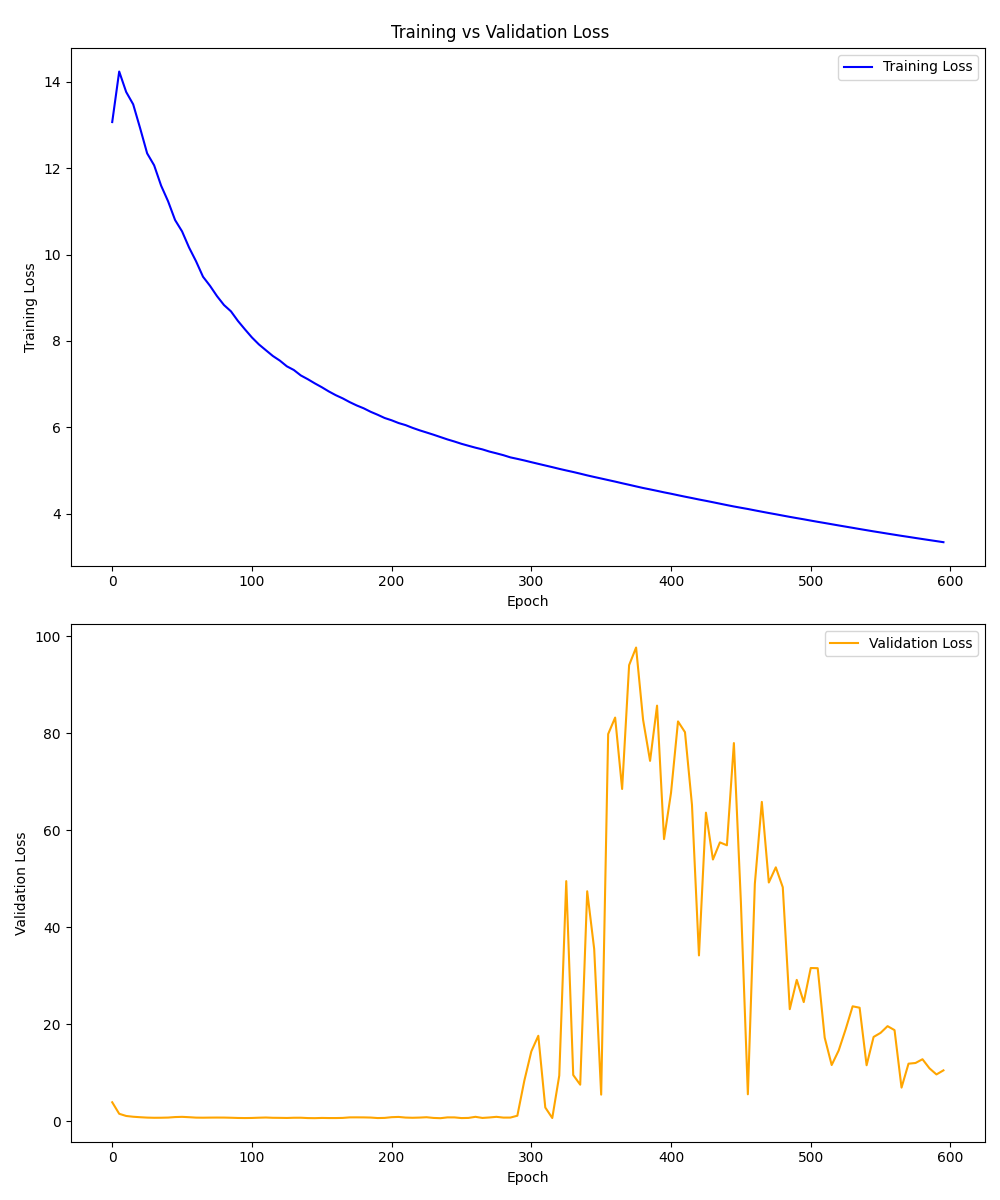 Training vs Validation Loss
Training Loss
14
12
10
8
6
4
Training Loss
0 100 200 300 400 500 600
Epoch
Validation Loss
100
80
60
40
20
0
Validation Loss
0 100 200 300 400 500 600
Epoch